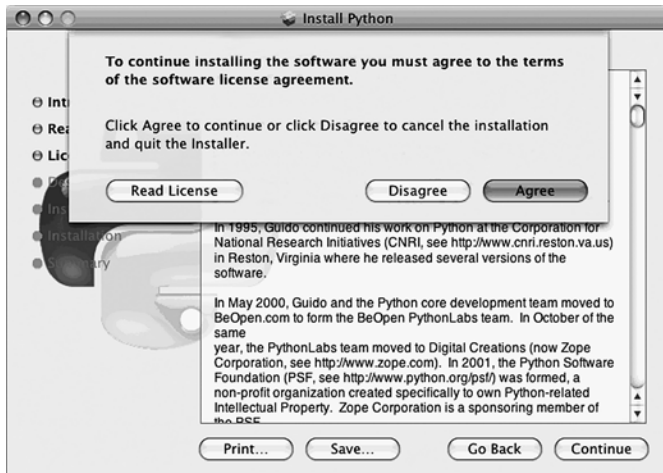 Install Python
To continue installing the software you must agree to the terms
of the software license agreement.
Click Agree to continue or click Disagree to cancel the installation
and quit the Installer.
Read License
Disagree
Agree
Int
Rea
Lic
Ins
Installation
Summary
In 1995, Guido continued his work on Python at the Corporation for
National Research Initiatives (CNRI, see http://www.cnri.reston.va.us)
in Reston, Virginia where he released several versions of the
software.
In May 2000, Guido and the Python core development team moved to
BeOpen.com to form the BeOpen PythonLabs team. In October of the
same
year, the PythonLabs team moved to Digital Creations (now Zope
Corporation, see http://www.zope.com). In 2001, the Python Software
Foundation (PSF, see http://www.python.org/psf/) was formed, a
non-profit organization created specifically to own Python-related
Intellectual Property. Zope Corporation is a sponsoring member of
the PSF.
Print...
Save...
Go Back
Continue